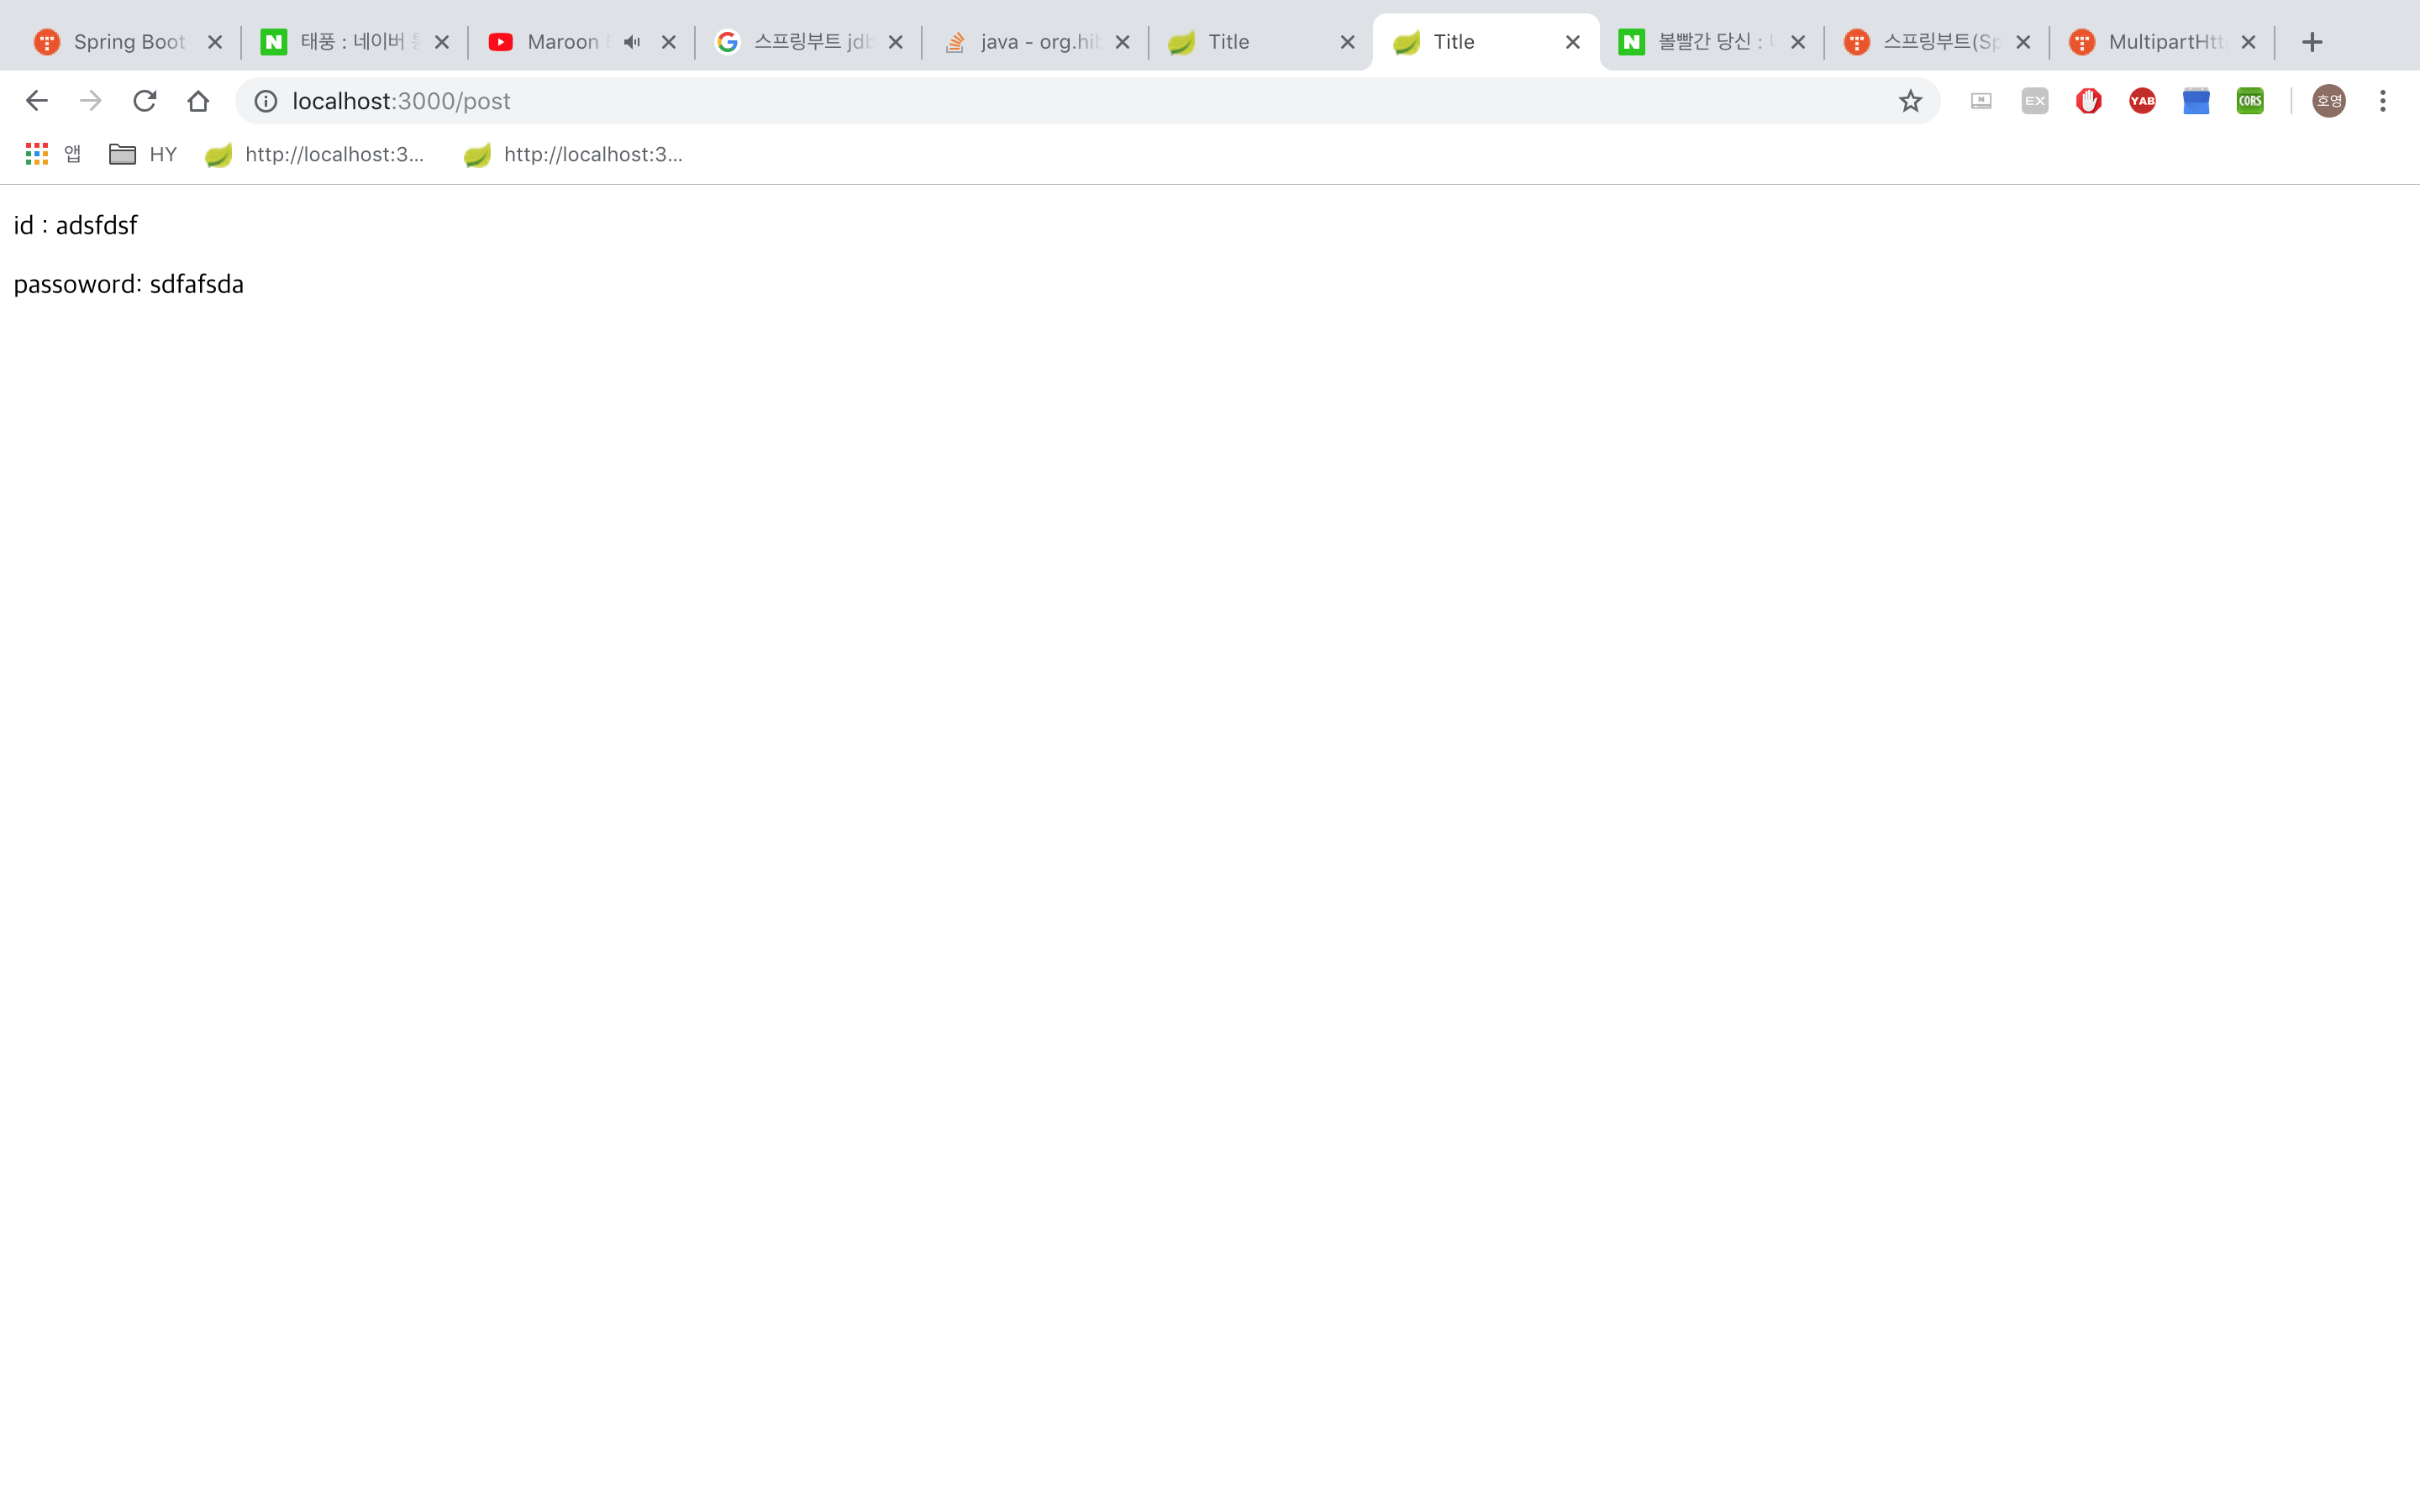 Spring Boot
태풍 : 네이버
Maroon
스프링부트 jdb
java - org.hib
Title
Title
볼빨간 당신 :
스프링부트(Sp
MultipartHtt
localhost:3000/post
EX
YAB
CORS
호영
앱
HY
http://localhost:3...
http://localhost:3...
id : adsfdsf
passoword: sdfafsda